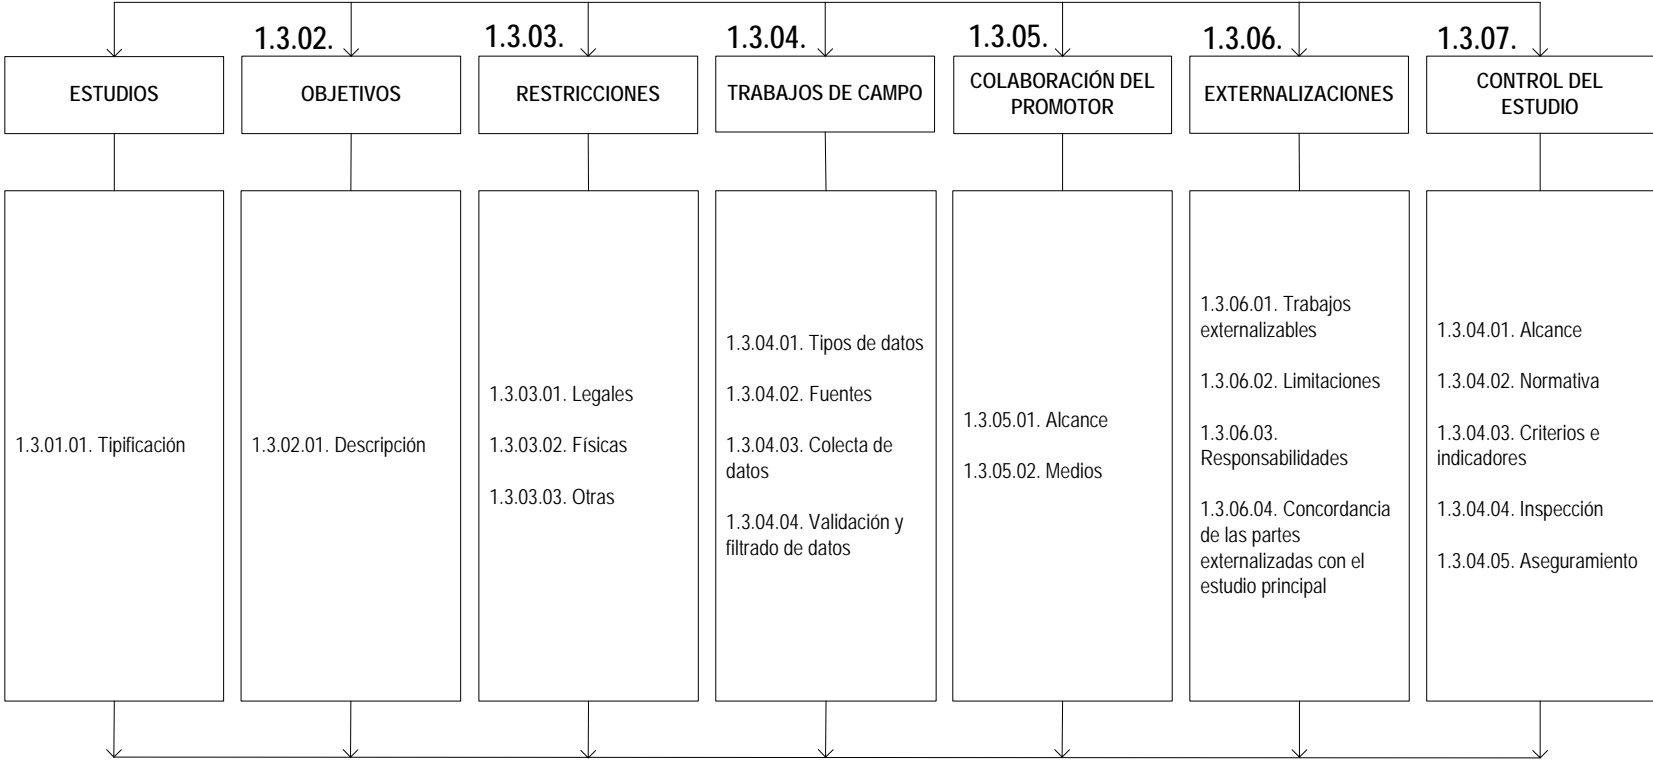 1.3.02.
1.3.03.
1.3.04.
1.3.05.
1.3.06.
1.3.07.
ESTUDIOS
OBJETIVOS
RESTRICCIONES
TRABAJOS DE CAMPO
COLABORACIÓN DEL
PROMOTOR
EXTERNALIZACIONES
CONTROL DEL
ESTUDIO
1.3.01.01. Tipificación
1.3.02.01. Descripción
1.3.03.01. Legales
1.3.03.02. Físicas
1.3.03.03. Otras
1.3.04.01. Tipos de datos
1.3.04.02. Fuentes
1.3.04.03. Colecta de
datos
1.3.04.04. Validación y
filtrado de datos
1.3.05.01. Alcance
1.3.05.02. Medios
1.3.06.01. Trabajos
externalizables
1.3.06.02. Limitaciones
1.3.06.03.
Responsabilidades
1.3.06.04. Concordancia
de las partes
externalizadas con el
estudio principal
1.3.04.01. Alcance
1.3.04.02. Normativa
1.3.04.03. Criterios e
indicadores
1.3.04.04. Inspección
1.3.04.05. Aseguramiento